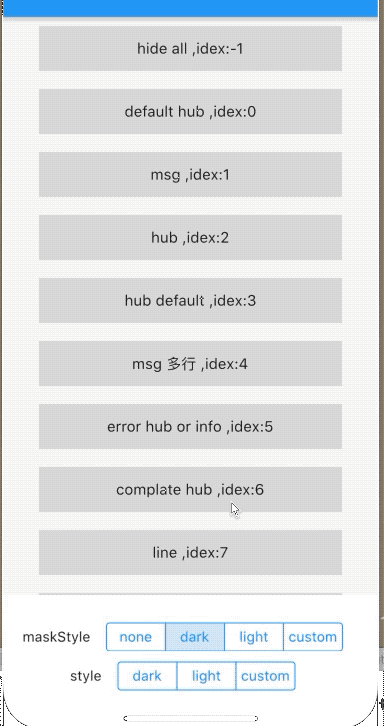 hide all ,idex:-1
default hub ,idex:0
msg ,idex:1
hub ,idex:2
hub default ,idex:3
msg 多行 ,idex:4
error hub or info ,idex:5
complate hub ,idex:6
line ,idex:7
maskStyle none dark light custom
style dark light custom